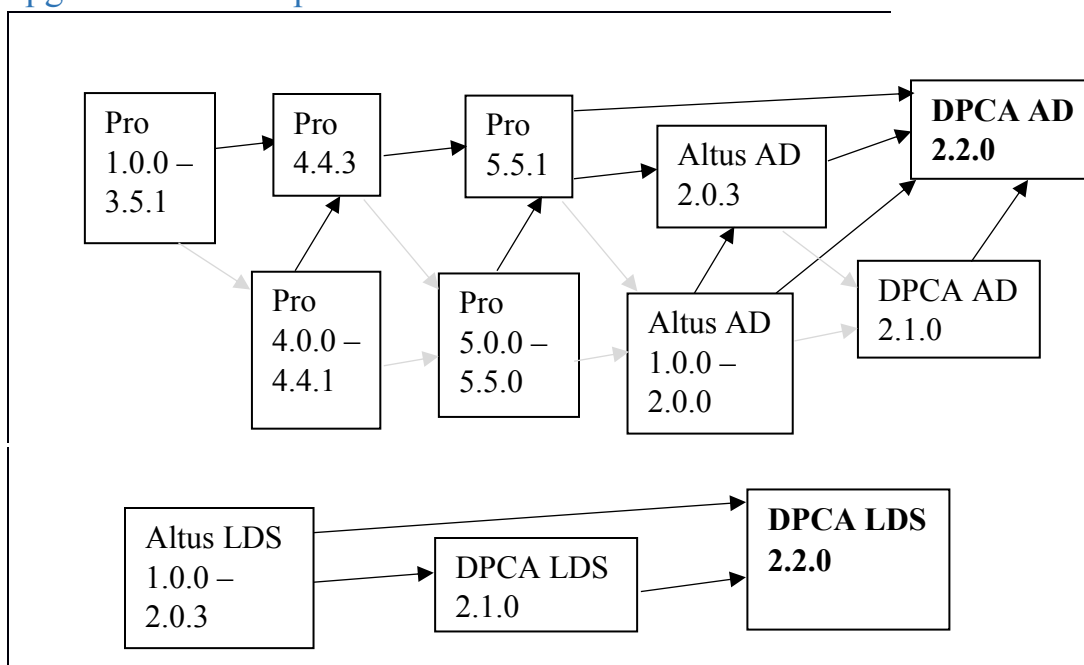 Pro
1.0.0 –
3.5.1
Pro
4.4.3
Pro
5.5.1
Altus AD
2.0.3
DPCA AD
2.2.0
Pro
4.0.0 –
4.4.1
Pro
5.0.0 –
5.5.0
Altus AD
1.0.0 –
2.0.0
DPCA AD
2.1.0
Altus LDS
1.0.0 –
2.0.3
DPCA LDS
2.1.0
DPCA LDS
2.2.0